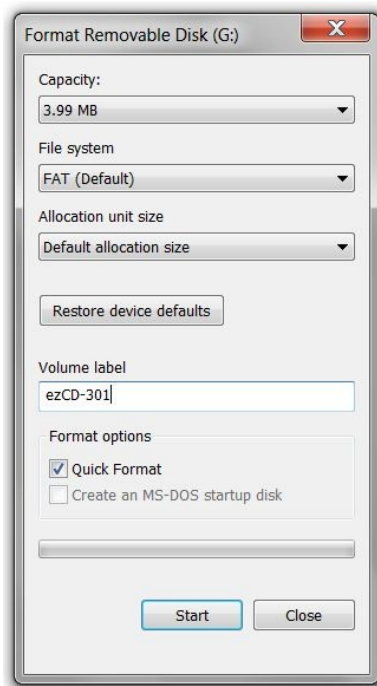 Format Removable Disk (G:)
Capacity:
3.99 MB
File system
FAT (Default)
Allocation unit size
Default allocation size
Restore device defaults
Volume label
ezCD-301
Format options
Quick Format
Create an MS-DOS startup disk
Start Close